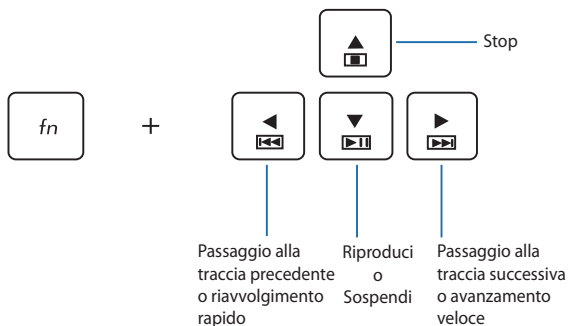 Stop
fn
+
Passaggio alla
traccia precedente
o riavvolgimento
rapido
Riproduci
o
Sospendi
Passaggio alla
traccia successiva
o avanzamento
veloce